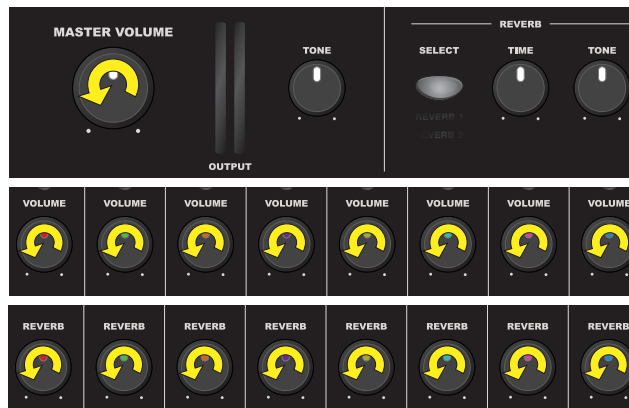 MASTER VOLUME
TONE
OUTPUT
REVERB
SELECT
TIME
TONE
REVERB 1
REVERB 2
VOLUME VOLUME VOLUME VOLUME VOLUME VOLUME VOLUME VOLUME
REVERB REVERB REVERB REVERB REVERB REVERB REVERB REVERB